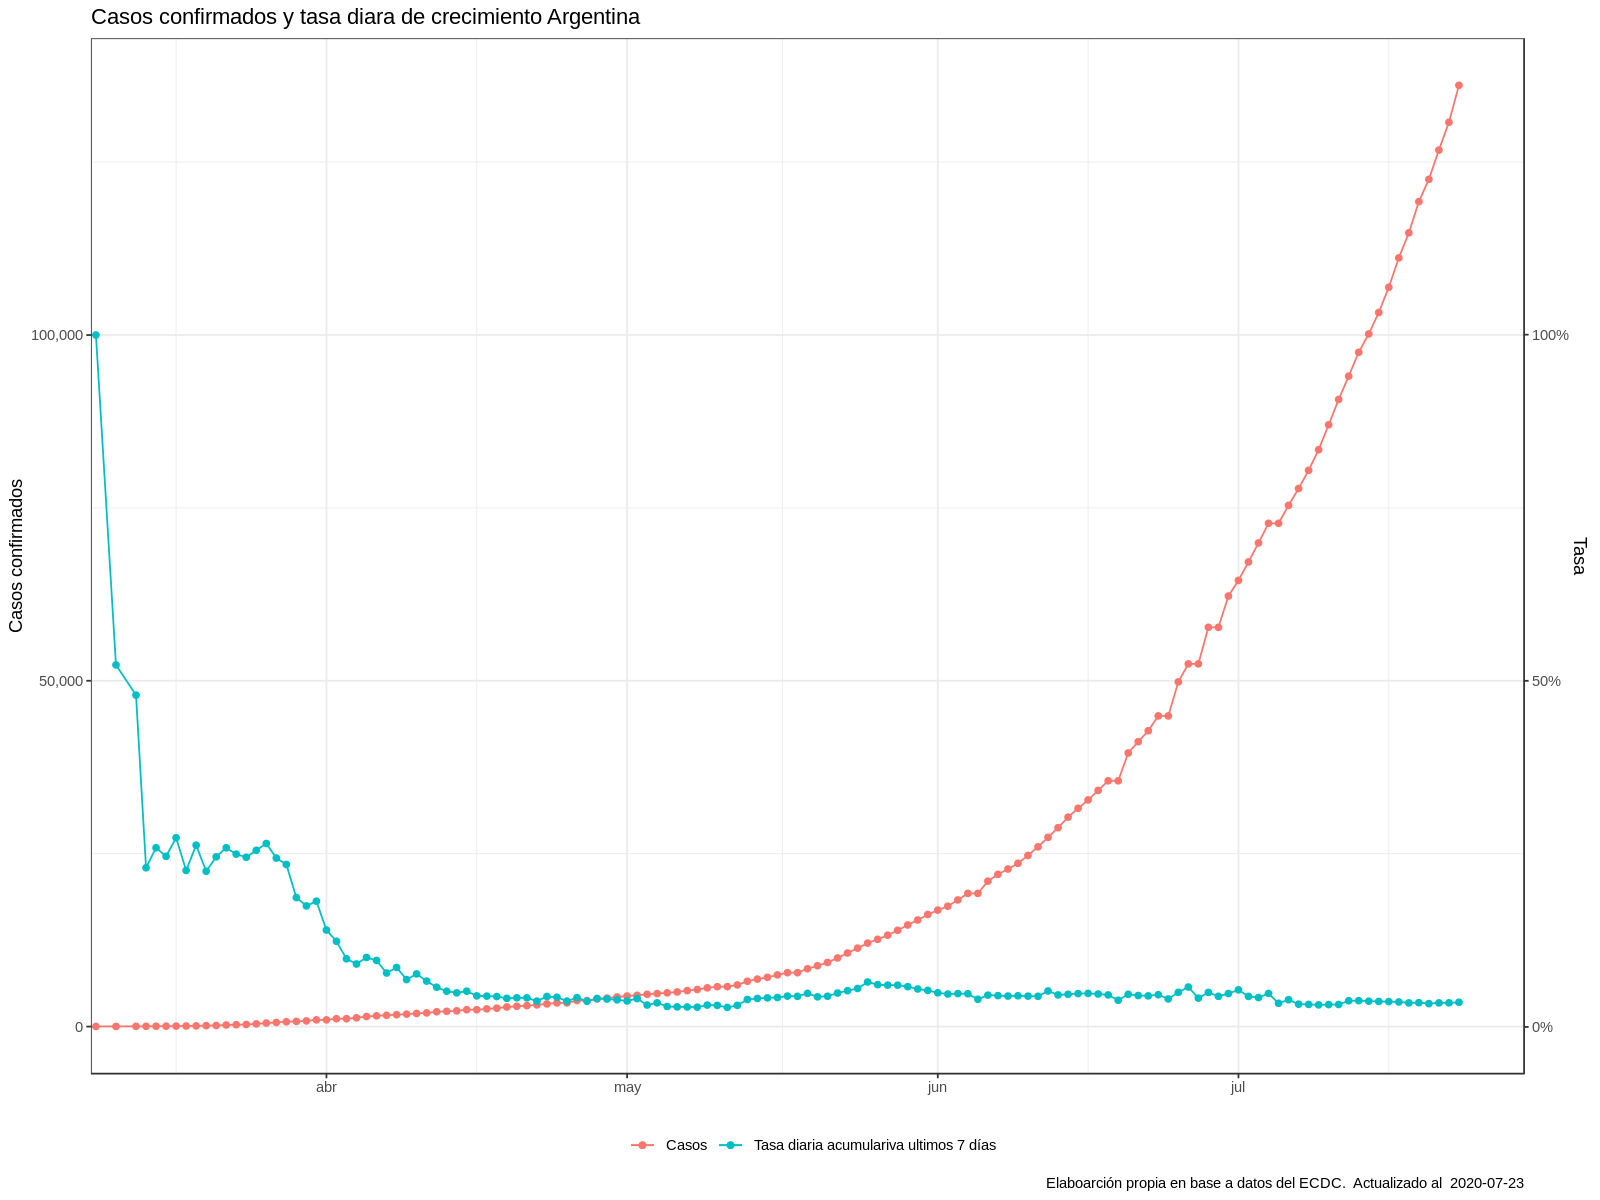 Casos confirmados y tasa diara de crecimiento Argentina
Casos confirmados
100,000
50,000
0
100%
50%
0%
Tasa
abr
may
jun
jul
Casos
Tasa diaria acumulariva ultimos 7 días
Elaboarción propia en base a datos del ECDC.  Actualizado al  2020-07-23